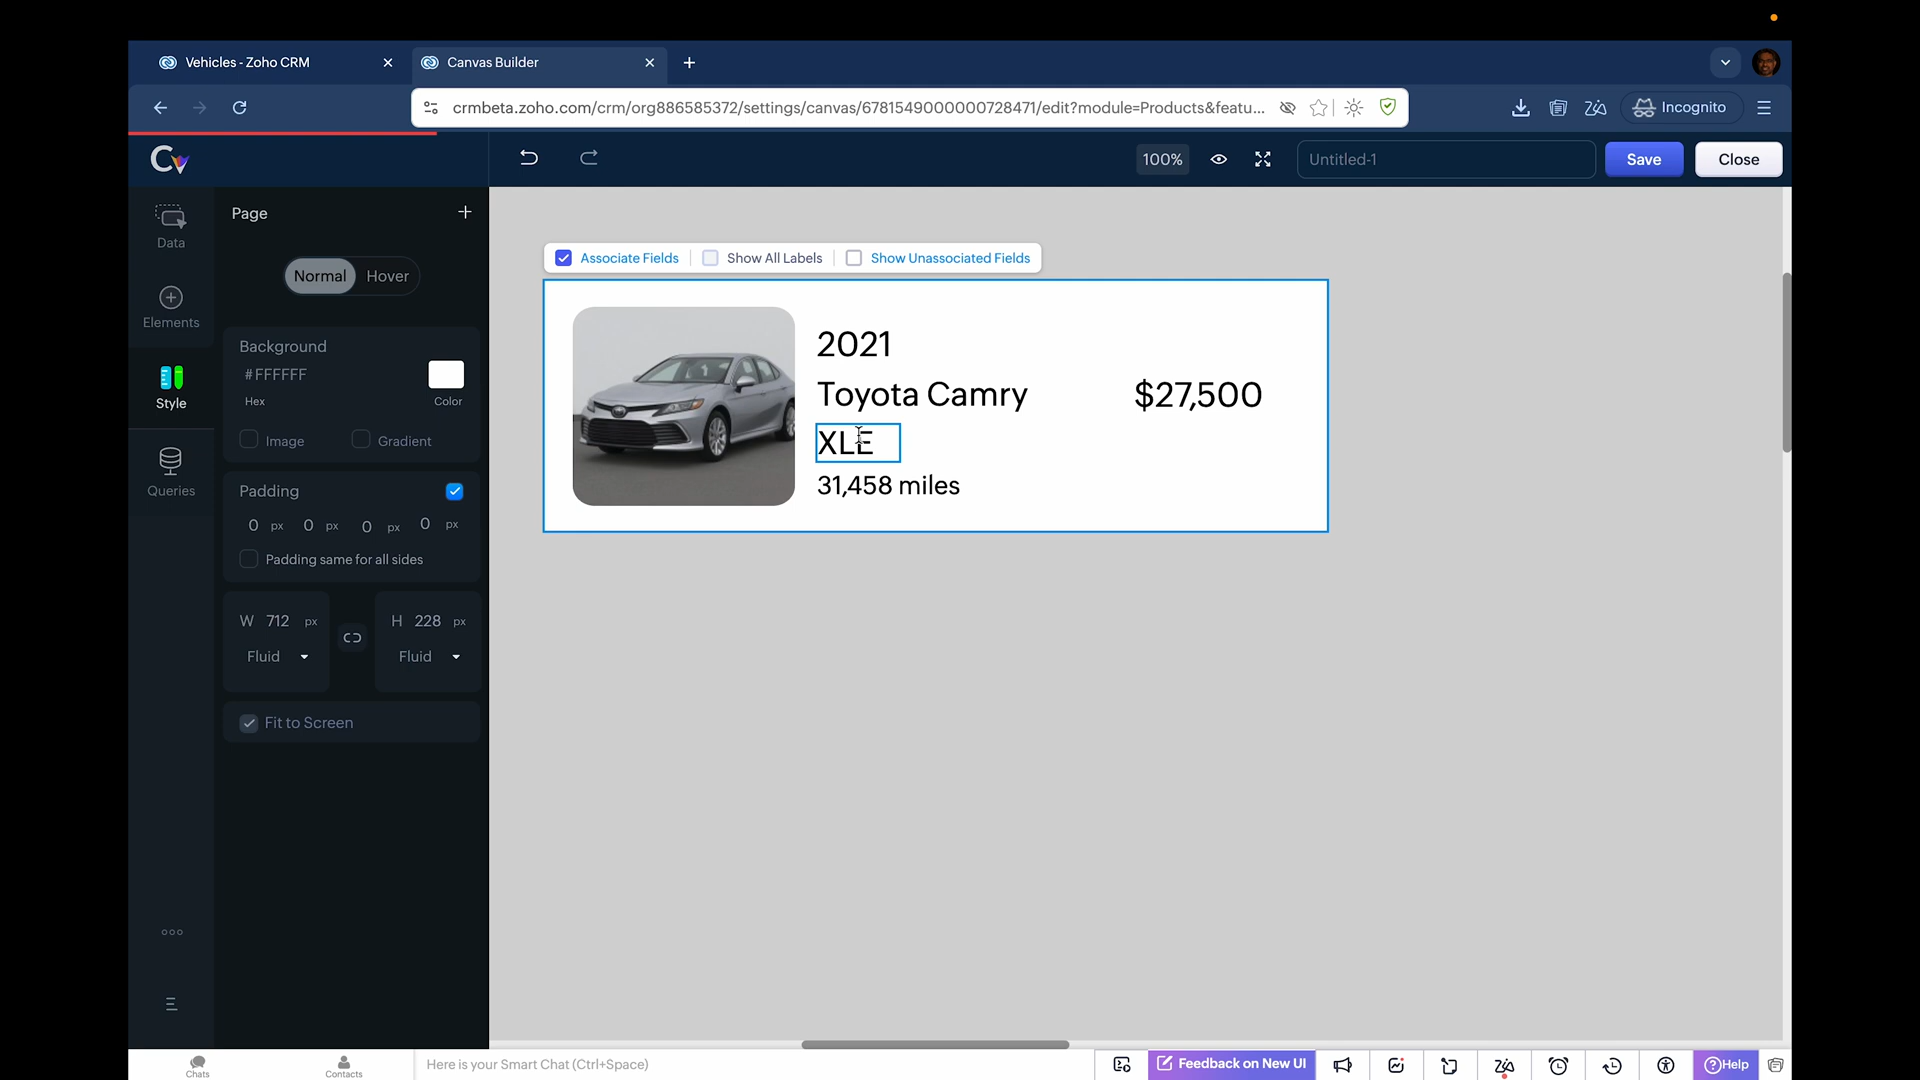 Vehicles - Zoho CRM
Canvas Builder
crmbeta.zoho.com/crm/org886585372/settings/canvas/6781549000000728471/edit?module=Products&featu...
Incognito
100%
Untitled-1
Save
Close
Data
Elements
Style
Queries
Page
Normal
Hover
Background
#FFFFFF
Hex
Color
Image
Gradient
Padding
0 px 0 px 0 px 0 px
Padding same for all sides
W 712 px
H 228 px
Fluid
Fluid
Fit to Screen
Associate Fields
Show All Labels
Show Unassociated Fields
2021
Toyota Camry
$27,500
XLE
31,458 miles
Chats
Contacts
Here is your Smart Chat (Ctrl+Space)
Feedback on New UI
Help